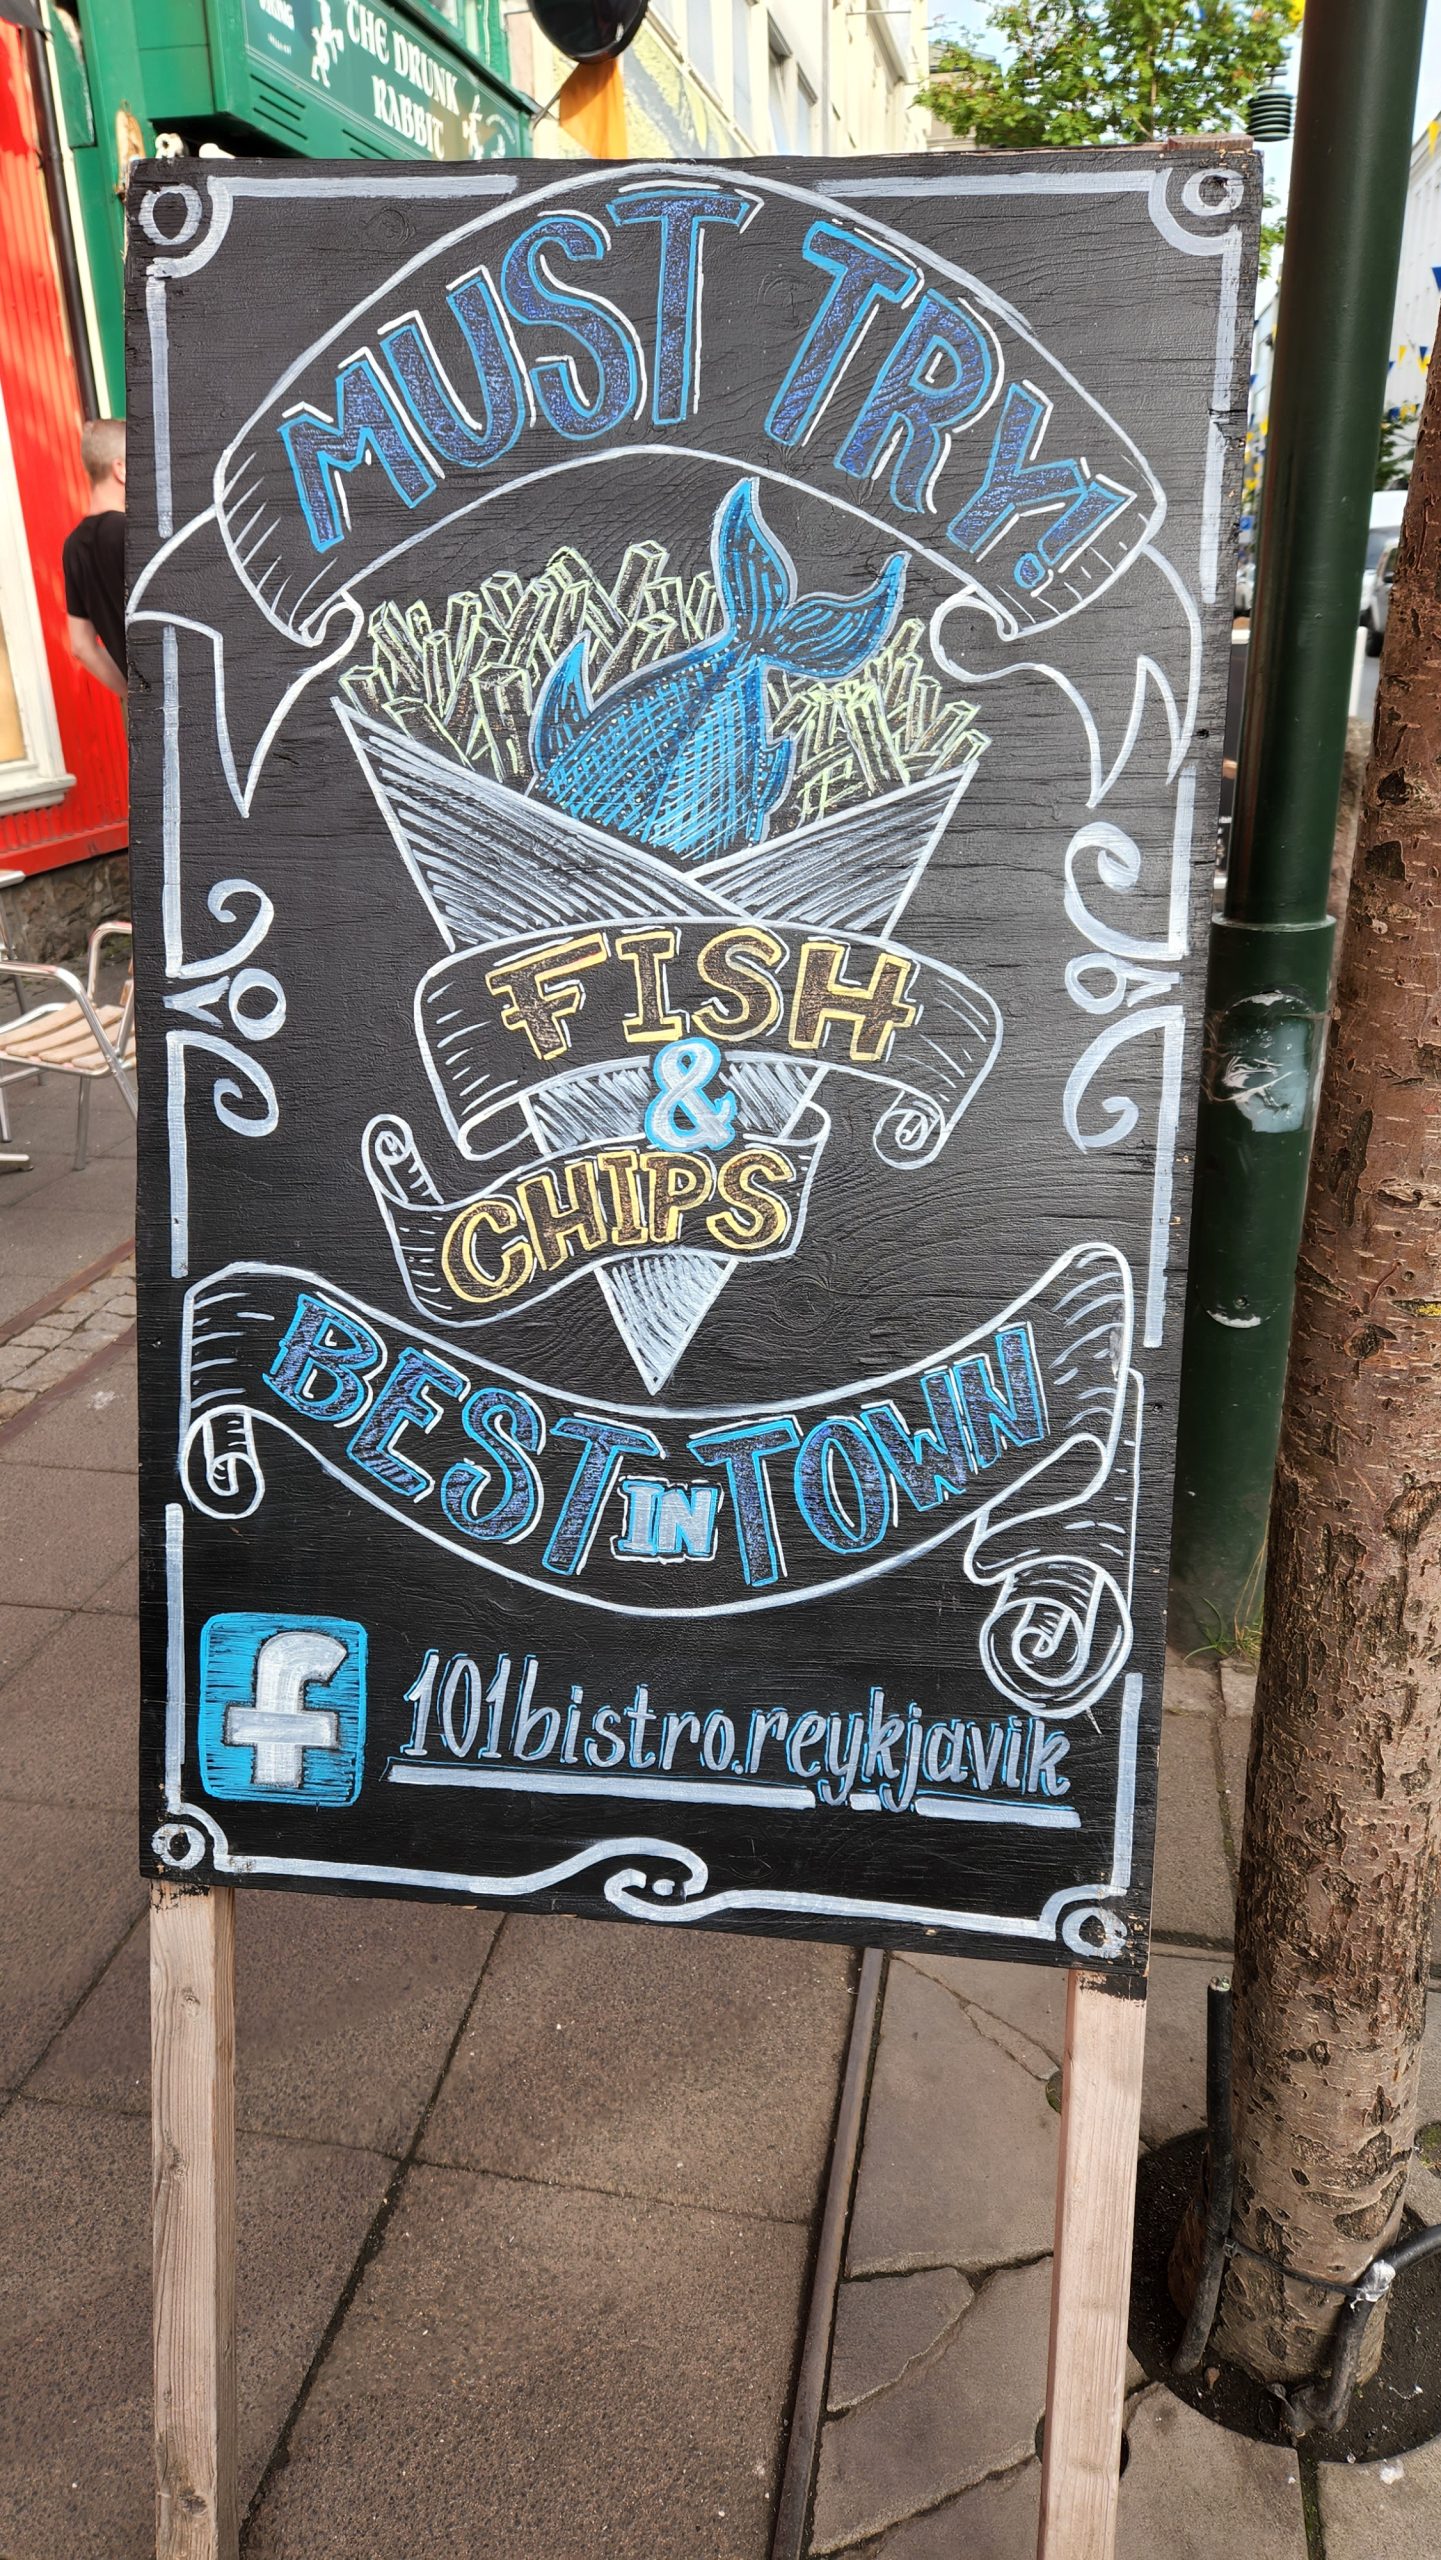 THE DRUNK
RABBIT
MUST TRY!
FISH
&
CHIPS
BEST IN TOWN
f
101bistro.reykjavik